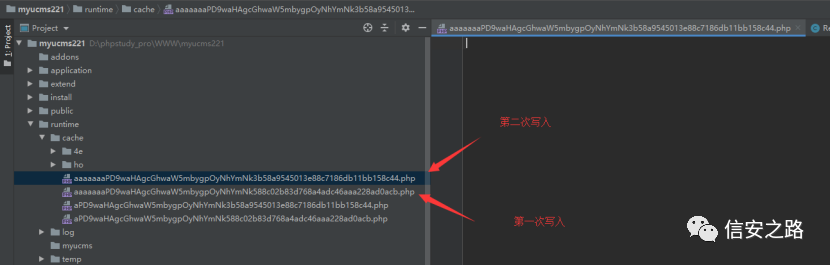 myucms221 runtime cache aaaaaaaPD9waHAgcGhwaW5mbygpOyNhYmNk3b58a9545013...
1: Project
Project
aaaaaaaPD9waHAgcGhwaW5mbygpOyNhYmNk3b58a9545013e88c7186db11bb158c44.php
Re
myucms221 D:\phpstudy_pro\WWW\myucms221
addons
application
extend
install
public
runtime
cache
4e
ho
aaaaaaaPD9waHAgcGhwaW5mbygpOyNhYmNk3b58a9545013e88c7186db11bb158c44.php
aaaaaaaPD9waHAgcGhwaW5mbygpOyNhYmNk588c02b83d768a4adc46aaa228ad0acb.php
aPD9waHAgcGhwaW5mbygpOyNhYmNk3b58a9545013e88c7186db11bb158c44.php
aPD9waHAgcGhwaW5mbygpOyNhYmNk588c02b83d768a4adc46aaa228ad0acb.php
log
myucms
temp
第二次写入
第一次写入
信安之路